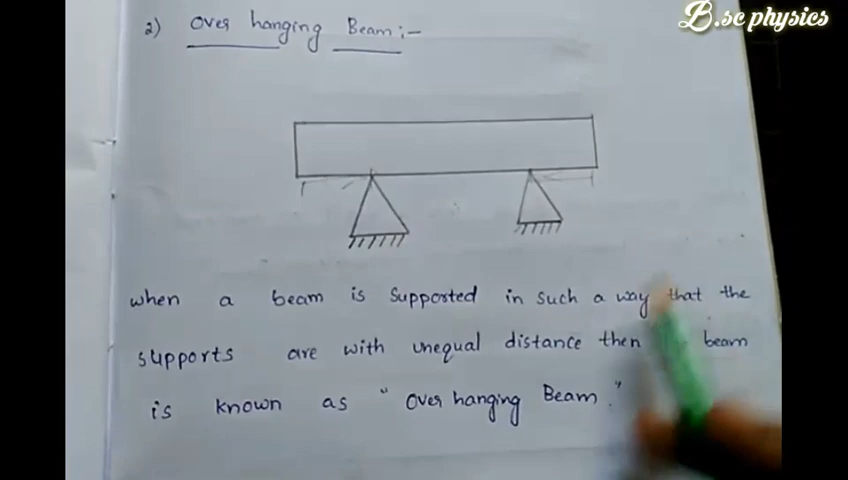 B.sc physics
2) Over hanging Beam:-
when a beam is supported in such a way that the
supports are with unequal distance then beam
is known as "Over hanging Beam."